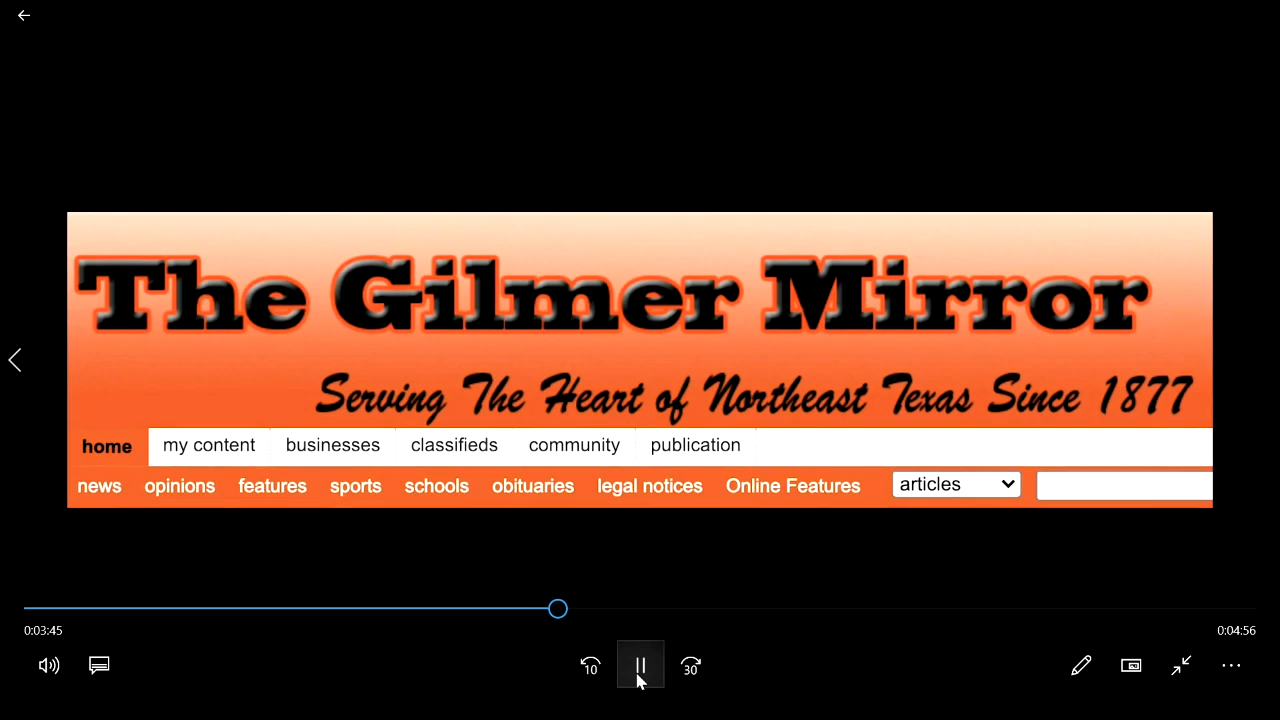 The Gilmer Mirror
Serving The Heart of Northeast Texas Since 1877
home my content businesses classifieds community publication
news opinions features sports schools obituaries legal notices Online Features articles
0:03:45 0:04:56
10 30